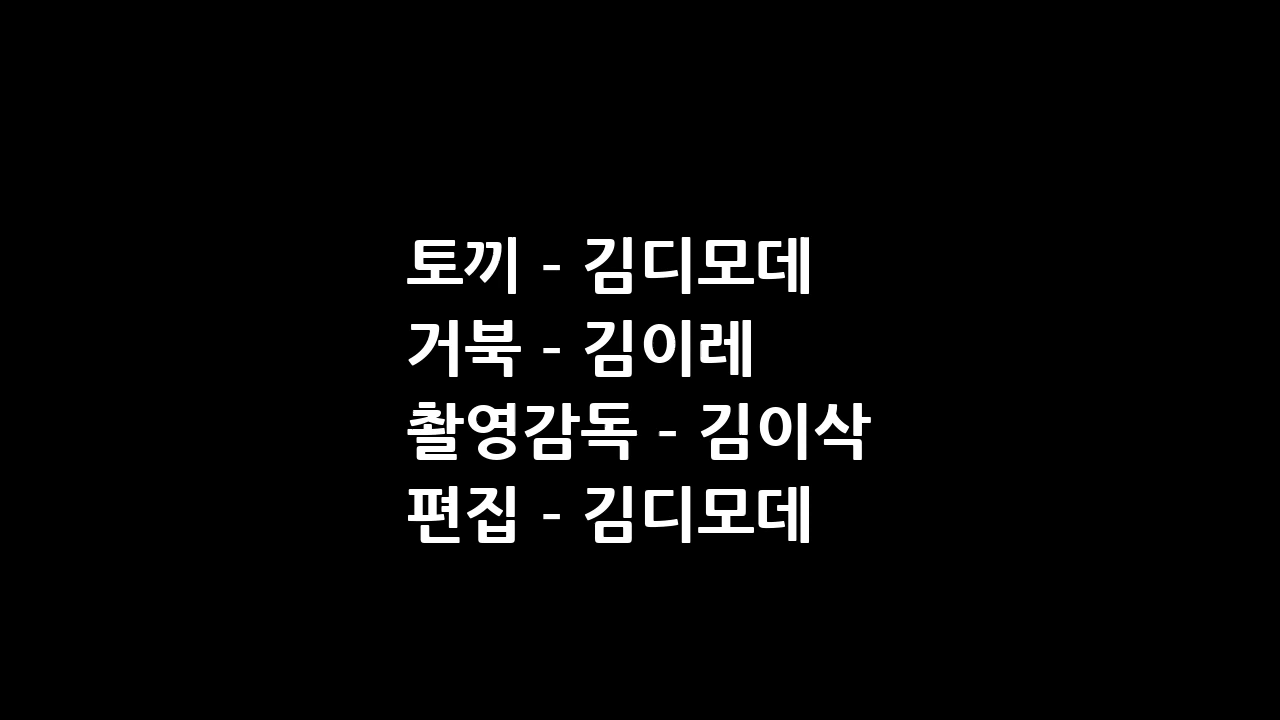 토끼 - 김디모데
거북 - 김이레
촬영감독 - 김이삭
편집 - 김디모데